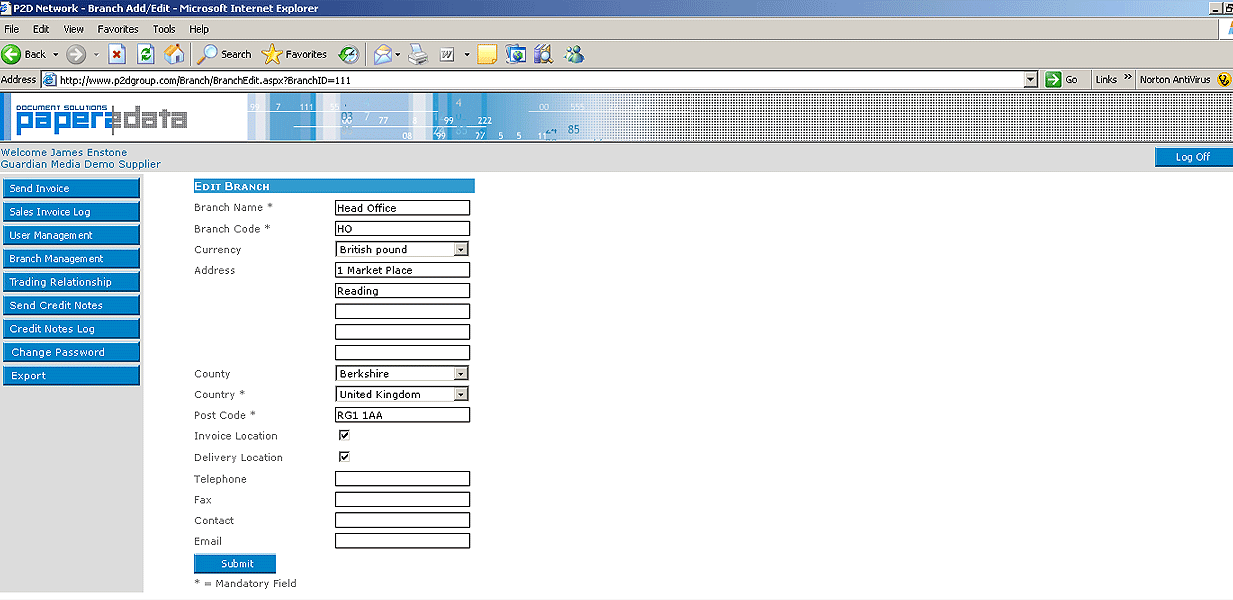 P2D Network - Branch Add/Edit - Microsoft Internet Explorer
File Edit View Favorites Tools Help
Back Search Favorites
Address http://www.p2dgroup.com/Branch/BranchEdit.aspx?BranchID=111 Go Links » Norton AntiVirus
DOCUMENT SOLUTIONS
paper2data
Welcome James Enstone
Guardian Media Demo Supplier
Log Off
Send Invoice
Sales Invoice Log
User Management
Branch Management
Trading Relationship
Send Credit Notes
Credit Notes Log
Change Password
Export
EDIT BRANCH
Branch Name * Head Office
Branch Code * HO
Currency British pound
Address 1 Market Place
Reading
County Berkshire
Country * United Kingdom
Post Code * RG1 1AA
Invoice Location
Delivery Location
Telephone
Fax
Contact
Email
Submit
* = Mandatory Field